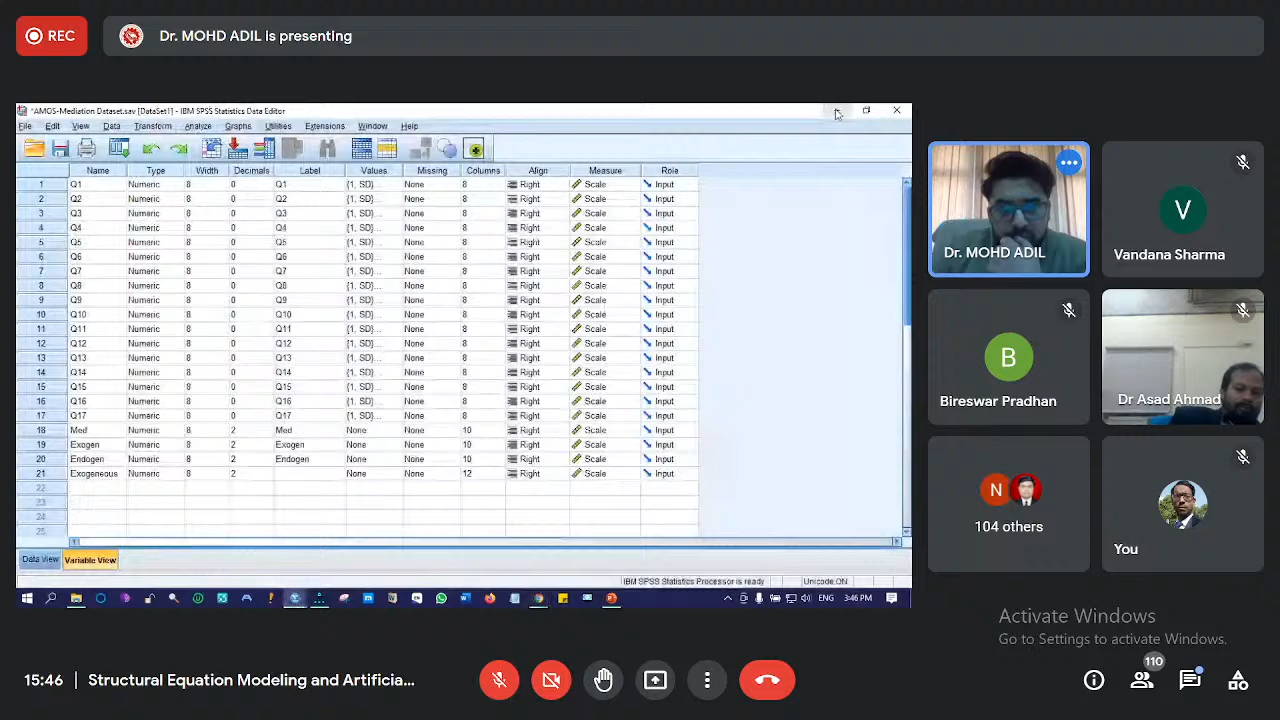 REC
Dr. MOHD ADIL is presenting
*AMOS-Mediation Dataset.sav [DataSet1] - IBM SPSS Statistics Data Editor
File Edit View Data Transform Analyze Graphs Utilities Extensions Window Help
Name Type Width Decimals Label Values Missing Columns Align Measure Role
1 Q1 Numeric 8 0 Q1 {1, SD}... None 8 Right Scale Input
2 Q2 Numeric 8 0 Q2 {1, SD}... None 8 Right Scale Input
3 Q3 Numeric 8 0 Q3 {1, SD}... None 8 Right Scale Input
4 Q4 Numeric 8 0 Q4 {1, SD}... None 8 Right Scale Input
5 Q5 Numeric 8 0 Q5 {1, SD}... None 8 Right Scale Input
6 Q6 Numeric 8 0 Q6 {1, SD}... None 8 Right Scale Input
7 Q7 Numeric 8 0 Q7 {1, SD}... None 8 Right Scale Input
8 Q8 Numeric 8 0 Q8 {1, SD}... None 8 Right Scale Input
9 Q9 Numeric 8 0 Q9 {1, SD}... None 8 Right Scale Input
10 Q10 Numeric 8 0 Q10 {1, SD}... None 8 Right Scale Input
11 Q11 Numeric 8 0 Q11 {1, SD}... None 8 Right Scale Input
12 Q12 Numeric 8 0 Q12 {1, SD}... None 8 Right Scale Input
13 Q13 Numeric 8 0 Q13 {1, SD}... None 8 Right Scale Input
14 Q14 Numeric 8 0 Q14 {1, SD}... None 8 Right Scale Input
15 Q15 Numeric 8 0 Q15 {1, SD}... None 8 Right Scale Input
16 Q16 Numeric 8 0 Q16 {1, SD}... None 8 Right Scale Input
17 Q17 Numeric 8 0 Q17 {1, SD}... None 8 Right Scale Input
18 Med Numeric 8 2 Med None None 10 Right Scale Input
19 Exogen Numeric 8 2 Exogen None None 10 Right Scale Input
20 Endogen Numeric 8 2 Endogen None None 10 Right Scale Input
21 Exogeneous Numeric 8 2 None None 12 Right Scale Input
22
23
24
25
Data View Variable View
IBM SPSS Statistics Processor is ready Unicode:ON
ENG 3:46 PM
Dr. MOHD ADIL
V
Vandana Sharma
B
Bireswar Pradhan
Dr Asad Ahmad
N
104 others
You
Activate Windows
Go to Settings to activate Windows.
15:46 | Structural Equation Modeling and Artificia...
110